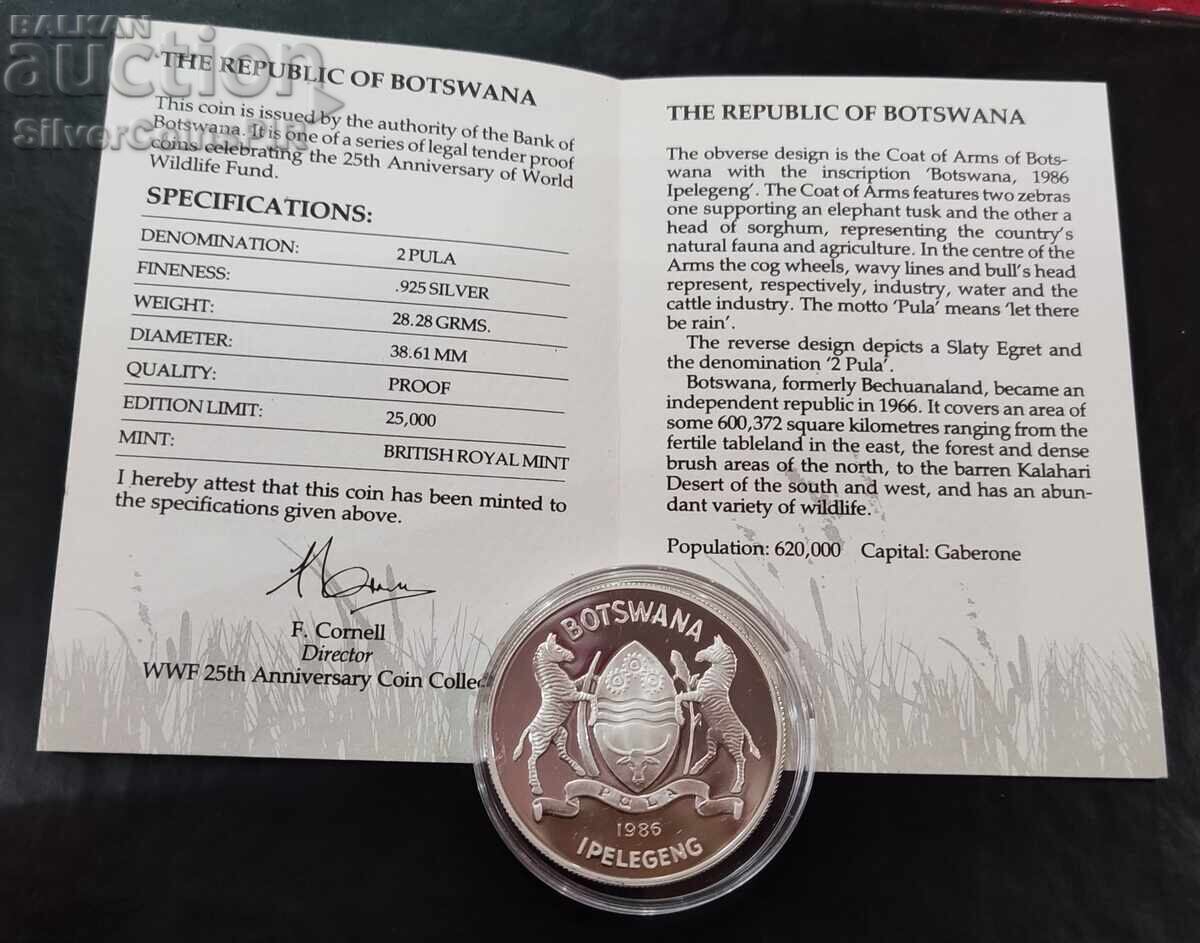 BALKAN
auction
SilverCoinsPIR
THE REPUBLIC OF BOTSWANA
This coin is issued by the authority of the Bank of
Botswana. It is one of a series of legal tender proof
coins celebrating the 25th Anniversary of World
Wildlife Fund.
SPECIFICATIONS:
DENOMINATION: 2 PULA
FINENESS: .925 SILVER
WEIGHT: 28.28 GRMS.
DIAMETER: 38.61 MM
QUALITY: PROOF
EDITION LIMIT: 25,000
MINT: BRITISH ROYAL MINT
I hereby attest that this coin has been minted to
the specifications given above.
F. Cornell
Director
WWF 25th Anniversary Coin Collec
THE REPUBLIC OF BOTSWANA
The obverse design is the Coat of Arms of Bots-
wana with the inscription 'Botswana, 1986
Ipelegeng'. The Coat of Arms features two zebras
one supporting an elephant tusk and the other a
head of sorghum, representing the country's
natural fauna and agriculture. In the centre of the
Arms the cog wheels, wavy lines and bull's head
represent, respectively, industry, water and the
cattle industry. The motto 'Pula' means 'let there
be rain'.
The reverse design depicts a Slaty Egret and
the denomination '2 Pula'.
Botswana, formerly Bechuanaland, became an
independent republic in 1966. It covers an area of
some 600,372 square kilometres ranging from the
fertile tableland in the east, the forest and dense
brush areas of the north, to the barren Kalahari
Desert of the south and west, and has an abun-
dant variety of wildlife.
Population: 620,000 Capital: Gaberone
BOTSWANA
PULA
1986
IPELEGENG